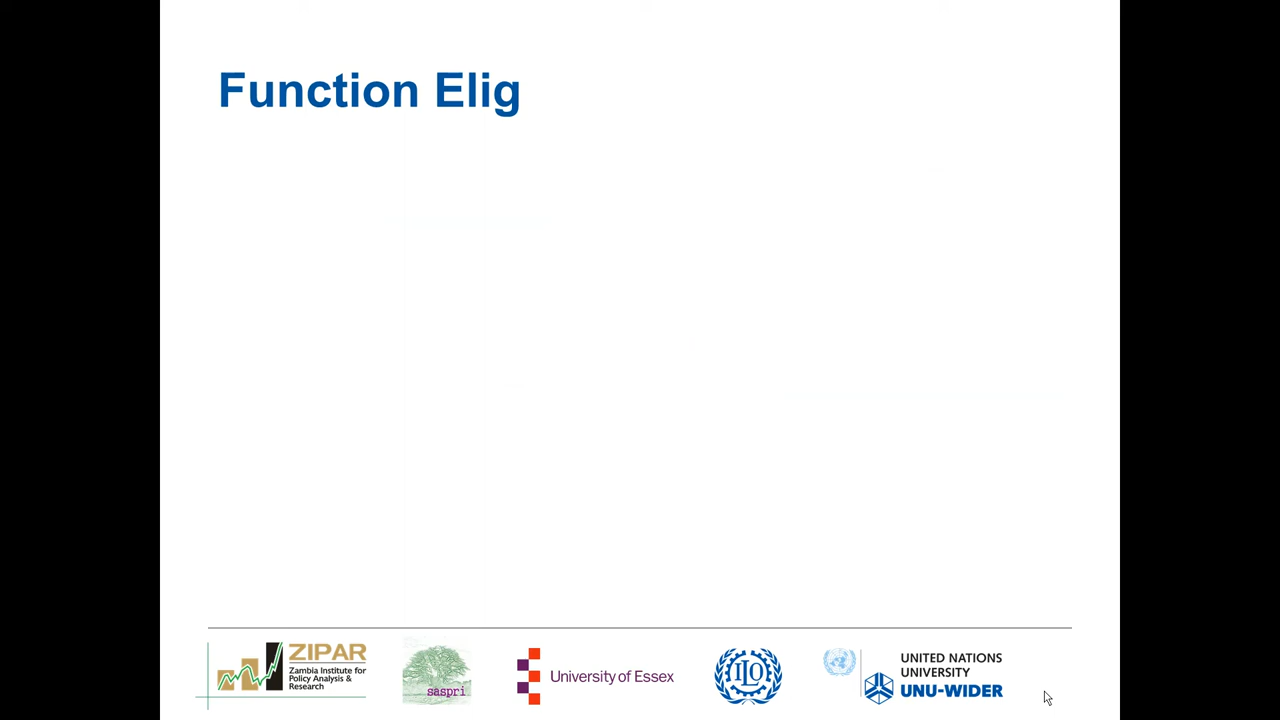 Function Elig
ZIPAR
Zambia Institute for
Policy Analysis &
Research
saspri
University of Essex
ILO
UNITED NATIONS
UNIVERSITY
UNU-WIDER